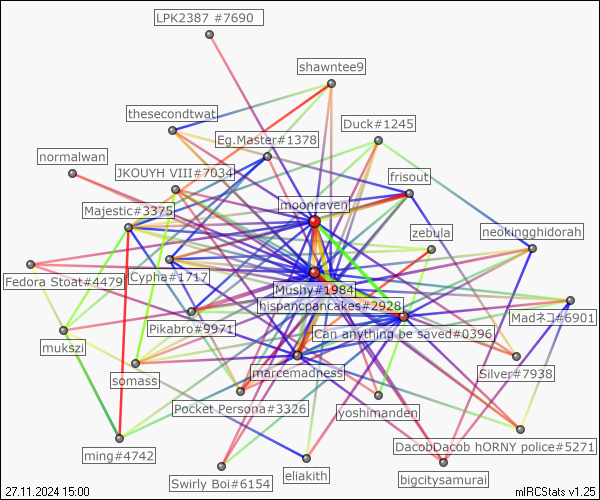 LPK2387 #7690
shawntee9
thesecondtwat
Duck#1245
Eg.Master#1378
normalwan
JKOUYH VIII#7034
frisout
moonraven
Majestic#3375
zebula
neokingghidorah
Fedora Stoat#4479
Cypha#1717
Mushy#1984
hispancpancakes#2928
Madネコ#6901
Pikabro#9971
Can anything be saved#0396
mukszi
somass
marcemadness
Silver#7938
Pocket Persona#3326
yoshimanden
DacobDacob hORNY police#5271
ming#4742
Swirly Boi#6154
eliakith
bigcitysamurai
27.11.2024 15:00
mIRCStats v1.25